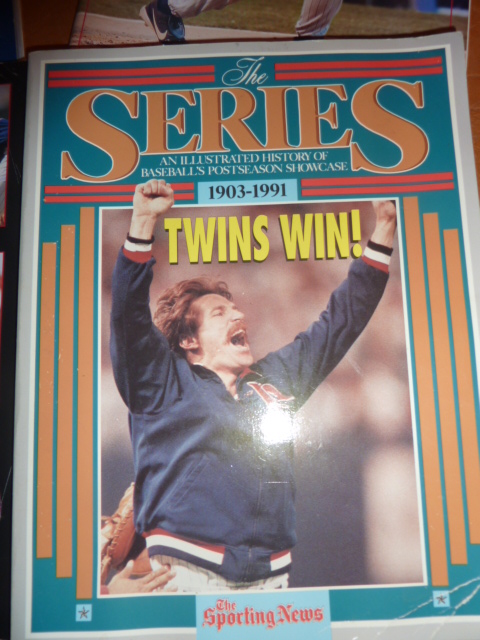 The
SERIES
AN ILLUSTRATED HISTORY OF
BASEBALL'S POSTSEASON SHOWCASE
1903-1991
TWINS WIN!
The
Sporting News